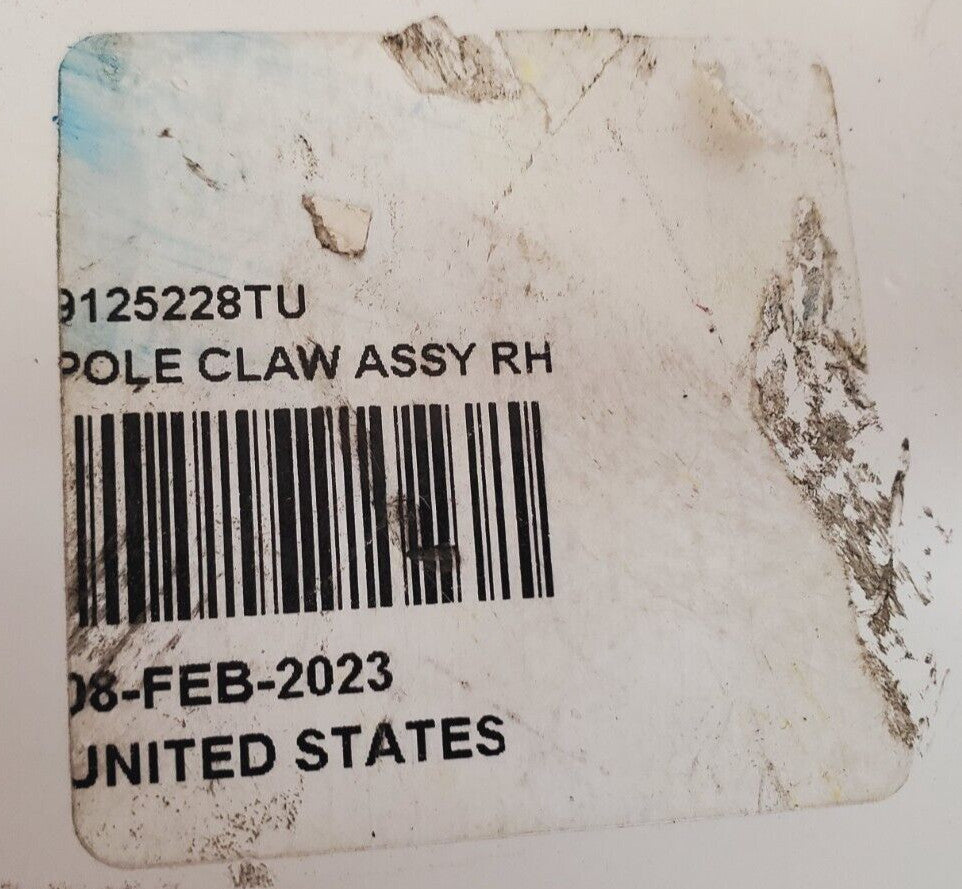 9125228TU
POLE CLAW ASSY RH
08-FEB-2023
UNITED STATES